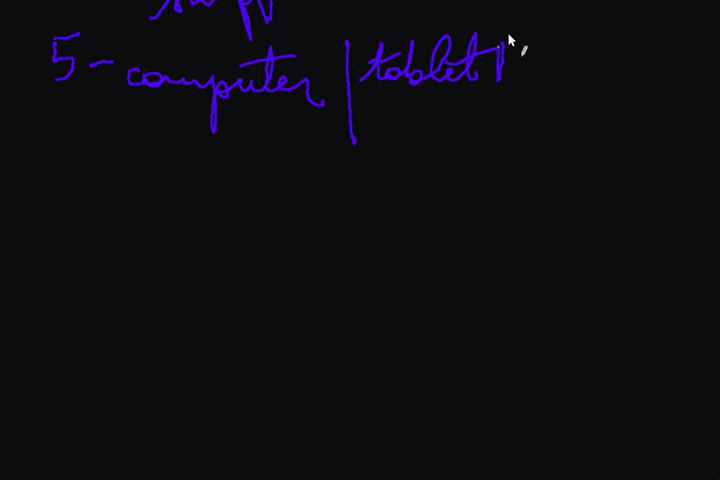 5 - computer | tablet |